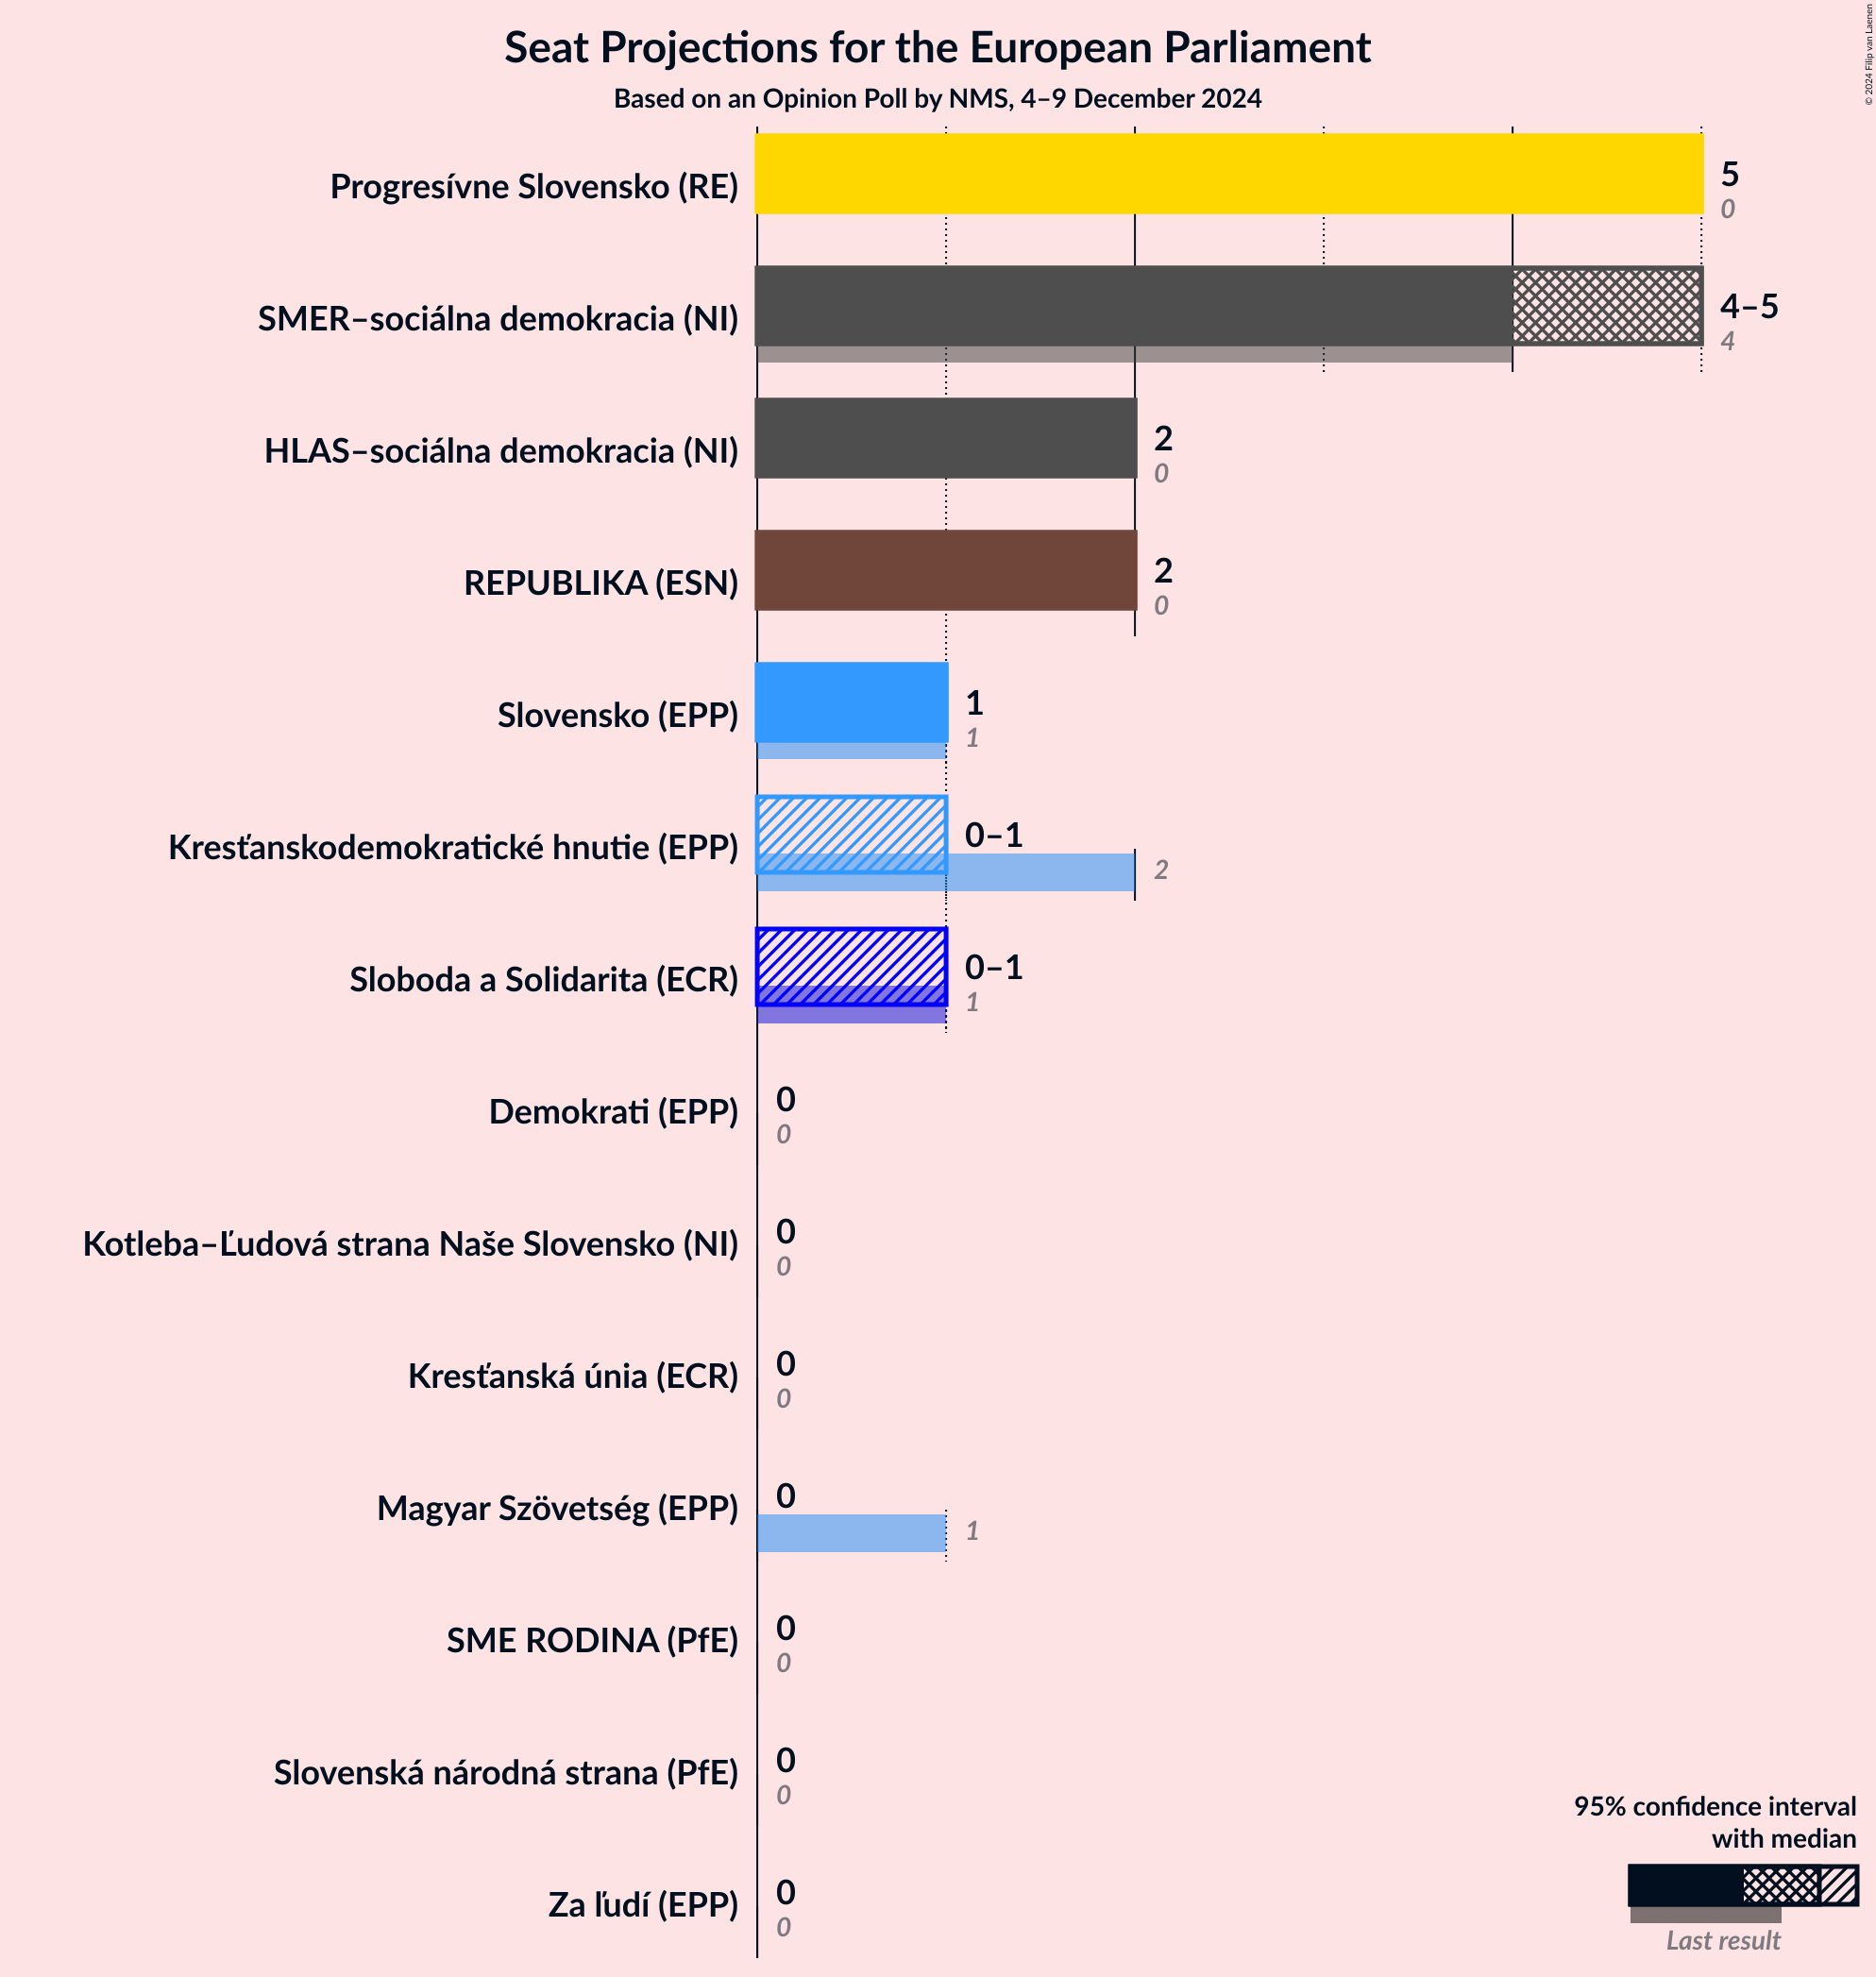 Seat Projections for the European Parliament
Based on an Opinion Poll by NMS, 4–9 December 2024
© 2024 Filip van Laenen
Progresívne Slovensko (RE)
5
0
SMER–sociálna demokracia (NI)
4–5
4
HLAS–sociálna demokracia (NI)
2
0
REPUBLIKA (ESN)
2
0
Slovensko (EPP)
1
1
Kresťanskodemokratické hnutie (EPP)
0–1
2
Sloboda a Solidarita (ECR)
0–1
1
Demokrati (EPP)
0
0
Kotleba–Ľudová strana Naše Slovensko (NI)
0
0
Kresťanská únia (ECR)
0
0
Magyar Szövetség (EPP)
0
1
SME RODINA (PfE)
0
0
Slovenská národná strana (PfE)
0
0
Za ľudí (EPP)
0
0
95% confidence interval
with median
Last result